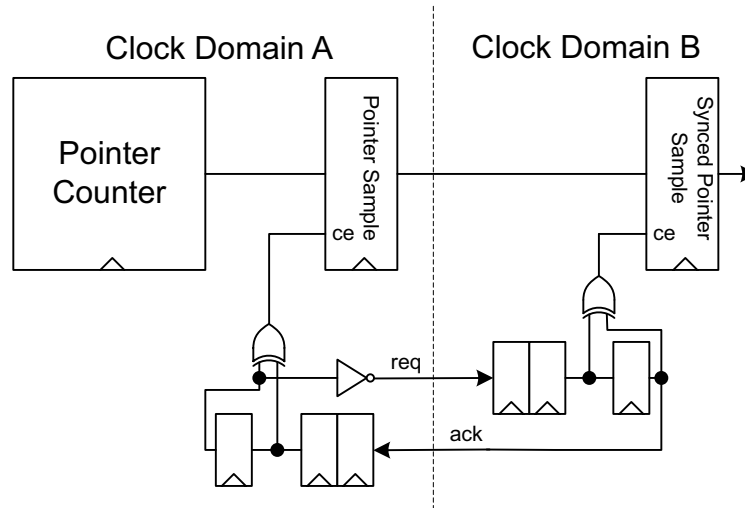 Clock Domain A
Clock Domain B
Pointer
Counter
Pointer Sample
ce
Synced Pointer
Sample
ce
req
ack